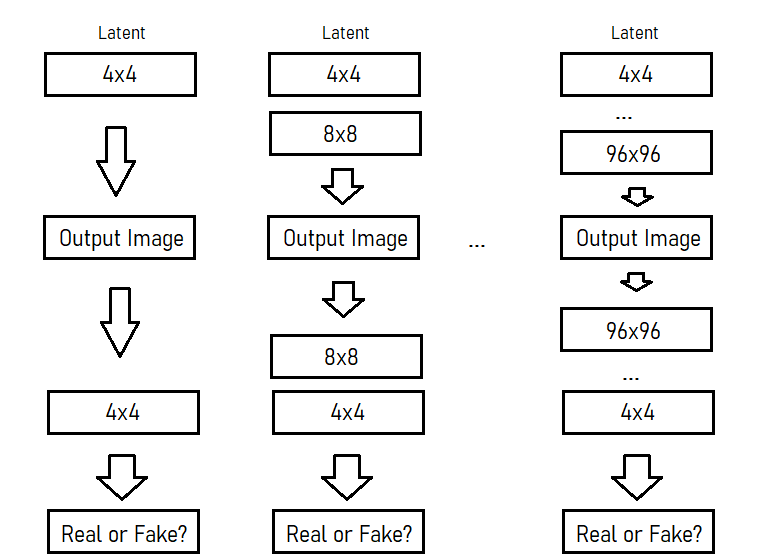 Latent
4x4
Output Image
4x4
Real or Fake?
Latent
4x4
8x8
Output Image
8x8
4x4
Real or Fake?
...
Latent
4x4
...
96x96
Output Image
96x96
...
4x4
Real or Fake?